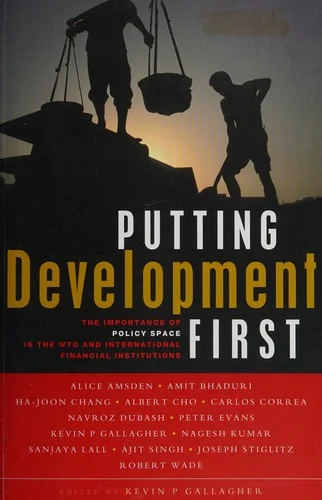 PUTTING
Development
THE IMPORTANCE OF
POLICY SPACE
IN THE WTO AND INTERNATIONAL
FINANCIAL INSTITUTIONS
FIRST
ALICE AMSDEN • AMIT BHADURI
HA-JOON CHANG • ALBERT CHO • CARLOS CORREA
NAVROZ DUBASH • PETER EVANS
KEVIN P GALLAGHER • NAGESH KUMAR
SANJAYA LALL • AJIT SINGH • JOSEPH STIGLITZ
ROBERT WADE
EDITED BY KEVIN P GALLAGHER